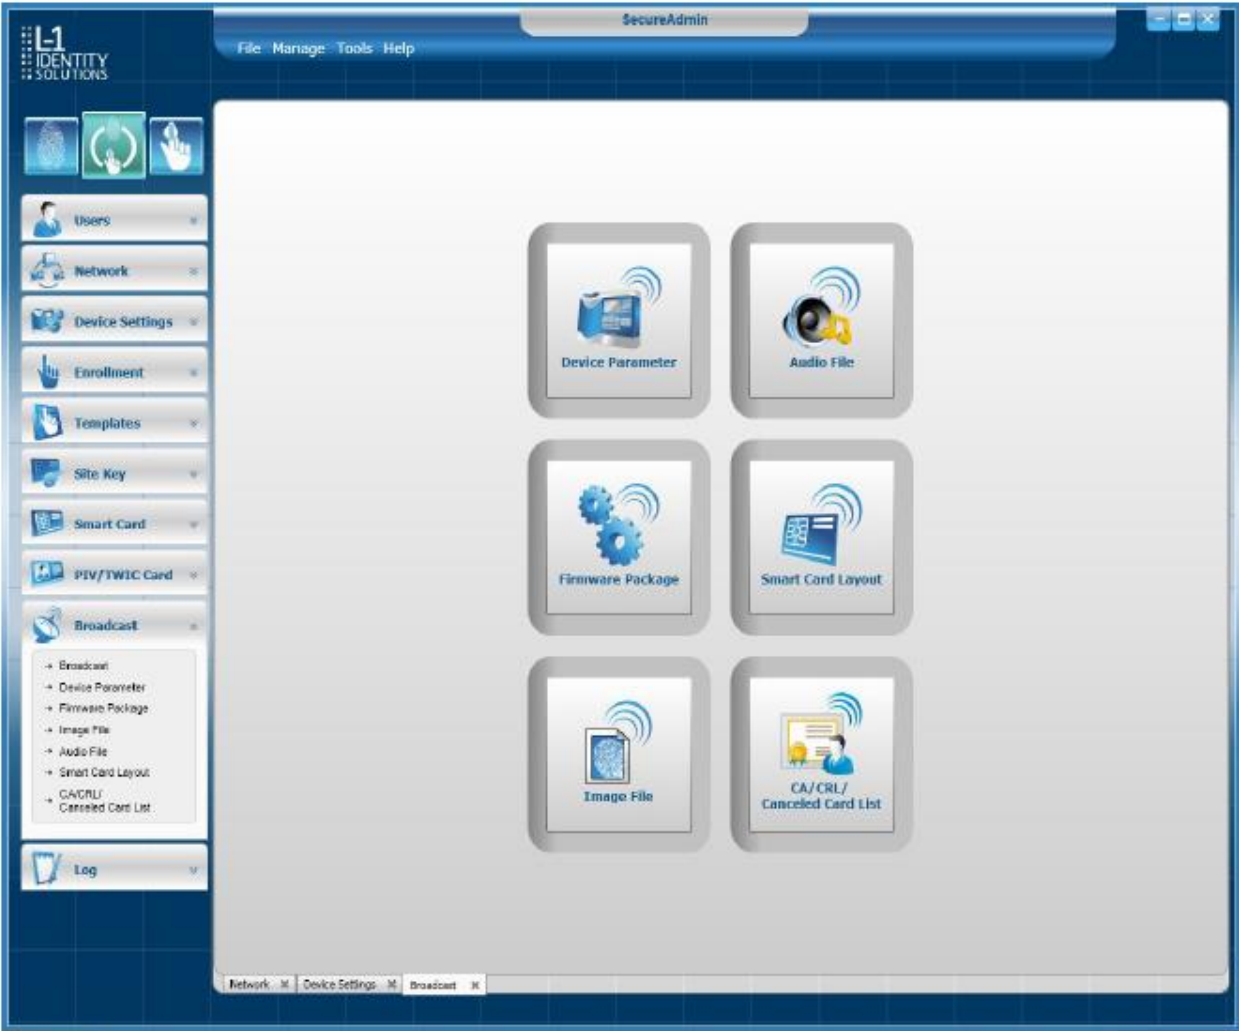 SecureAdmin
L-1
IDENTITY
SOLUTIONS
File Manage Tools Help
Users
Network
Device Settings
Enrollment
Templates
Site Key
Smart Card
PIV/TWIC Card
Broadcast
Broadcast
Device Parameter
Firmware Package
Image File
Audio File
Smart Card Layout
CA/CRL/
Canceled Card List
Log
Device Parameter
Audio File
Firmware Package
Smart Card Layout
Image File
CA/CRL/
Canceled Card List
Network Device Settings Broadcast